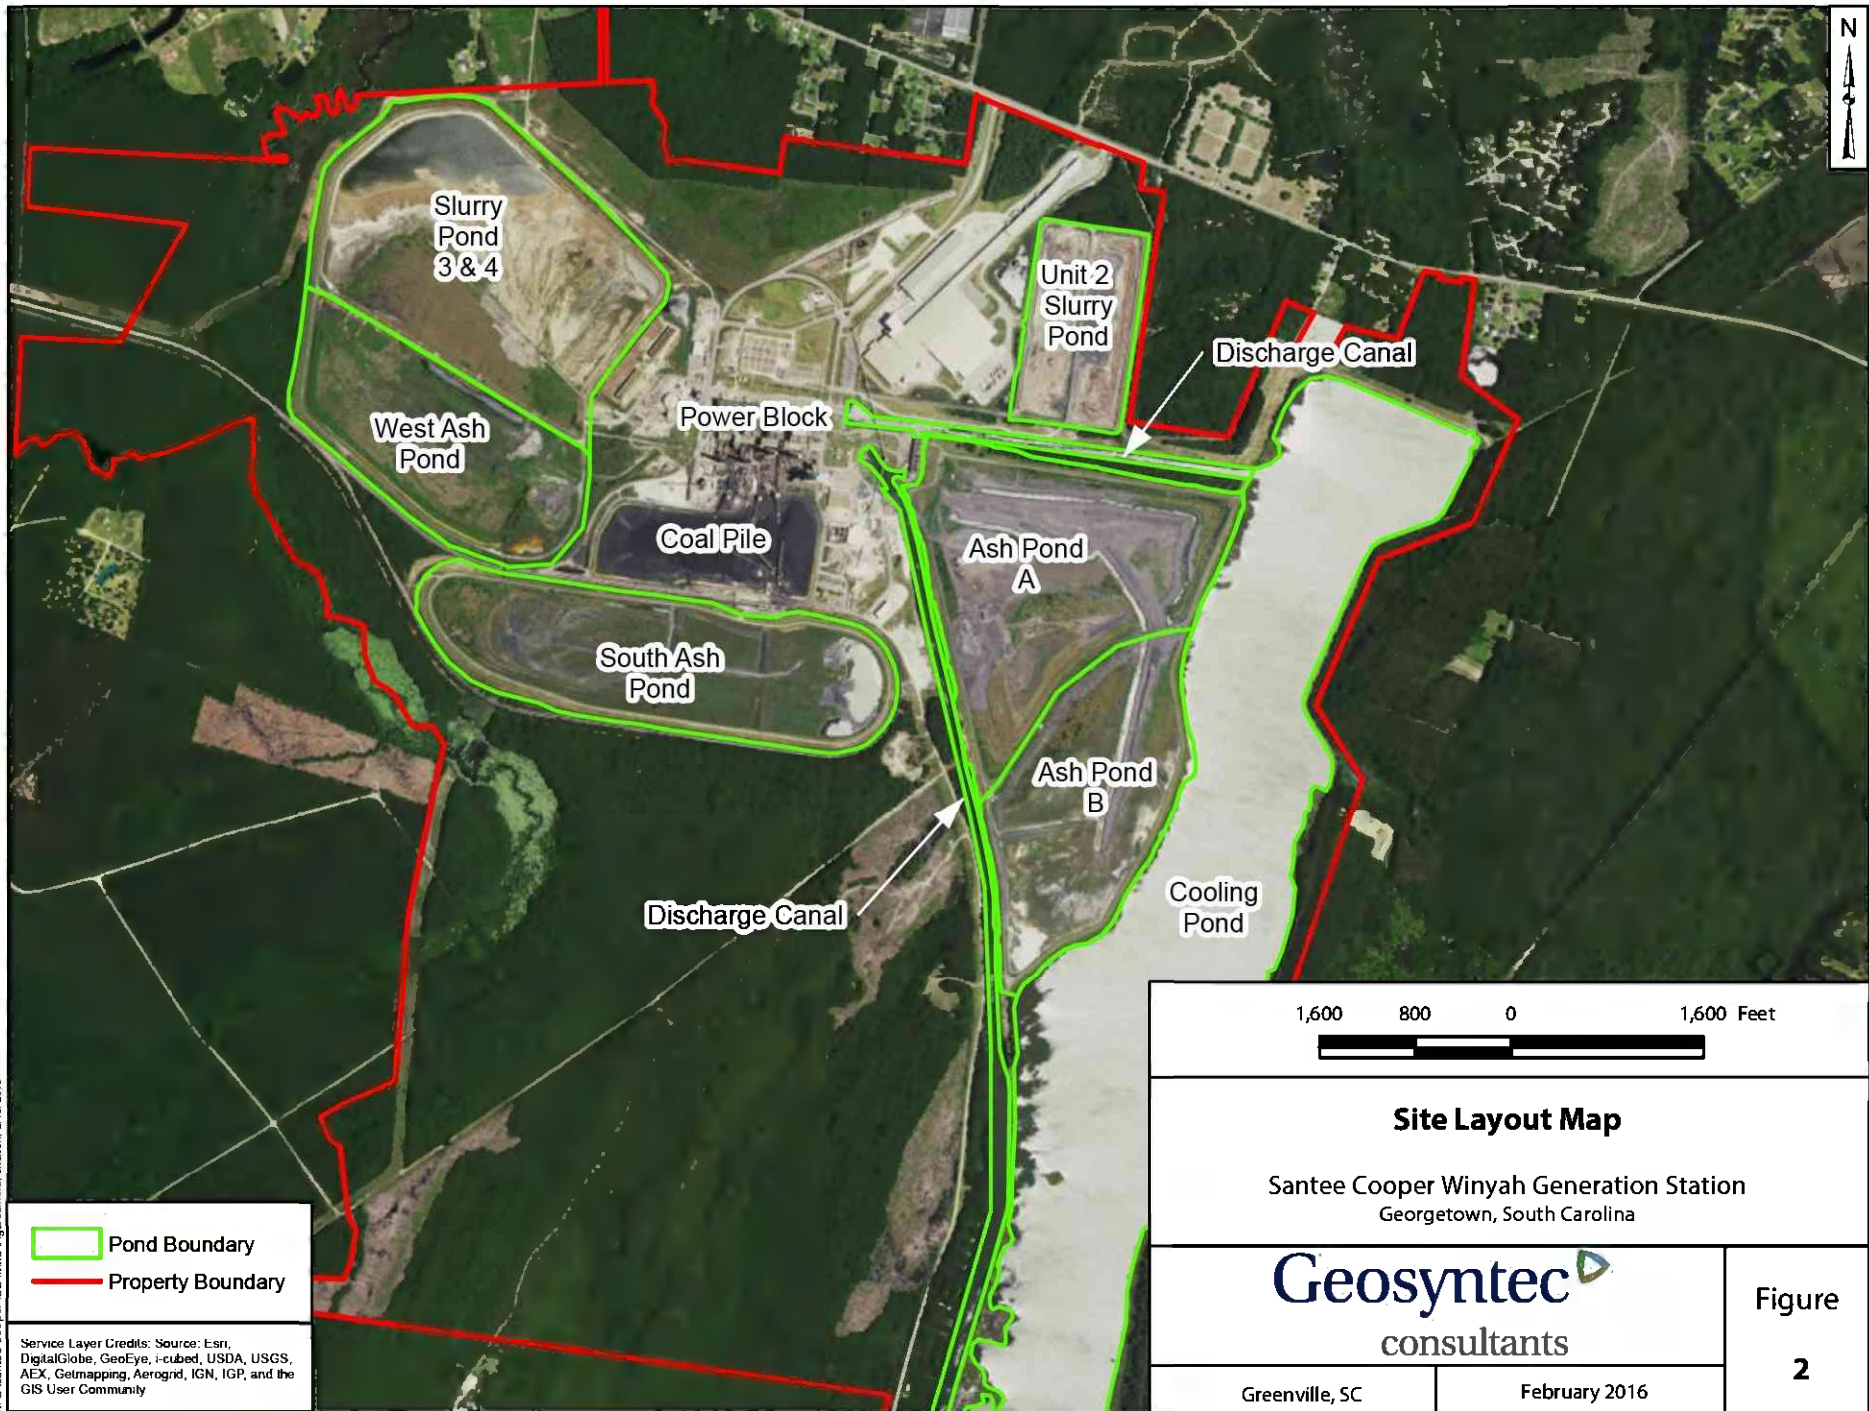 N
Slurry
Pond
3 & 4
Unit 2
Slurry
Pond
Discharge Canal
Power Block
West Ash
Pond
Coal Pile
Ash Pond
A
South Ash
Pond
Ash Pond
B
Discharge Canal
Cooling
Pond
1,600 800 0 1,600 Feet
Site Layout Map
Santee Cooper Winyah Generation Station
Georgetown, South Carolina
Pond Boundary
Property Boundary
Geosyntec
consultants
Figure
2
Greenville, SC
February 2016
Service Layer Credits: Source: Esri,
DigitalGlobe, GeoEye, i-cubed, USDA, USGS,
AEX, Getmapping, Aerogrid, IGN, IGP, and the
GIS User Community